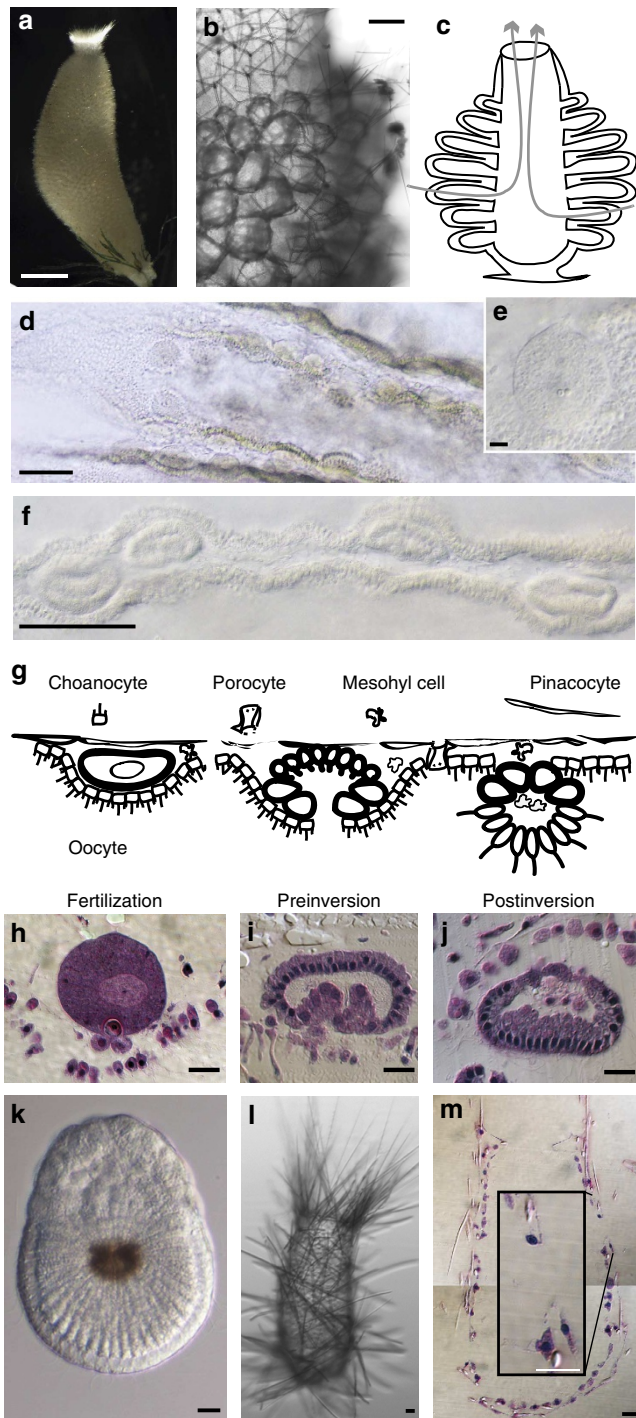 a
b
c
d
e
f
g
Choanocyte Porocyte Mesohyl cell Pinacocyte
Oocyte
Fertilization Preinversion Postinversion
h
i
j
k
l
m